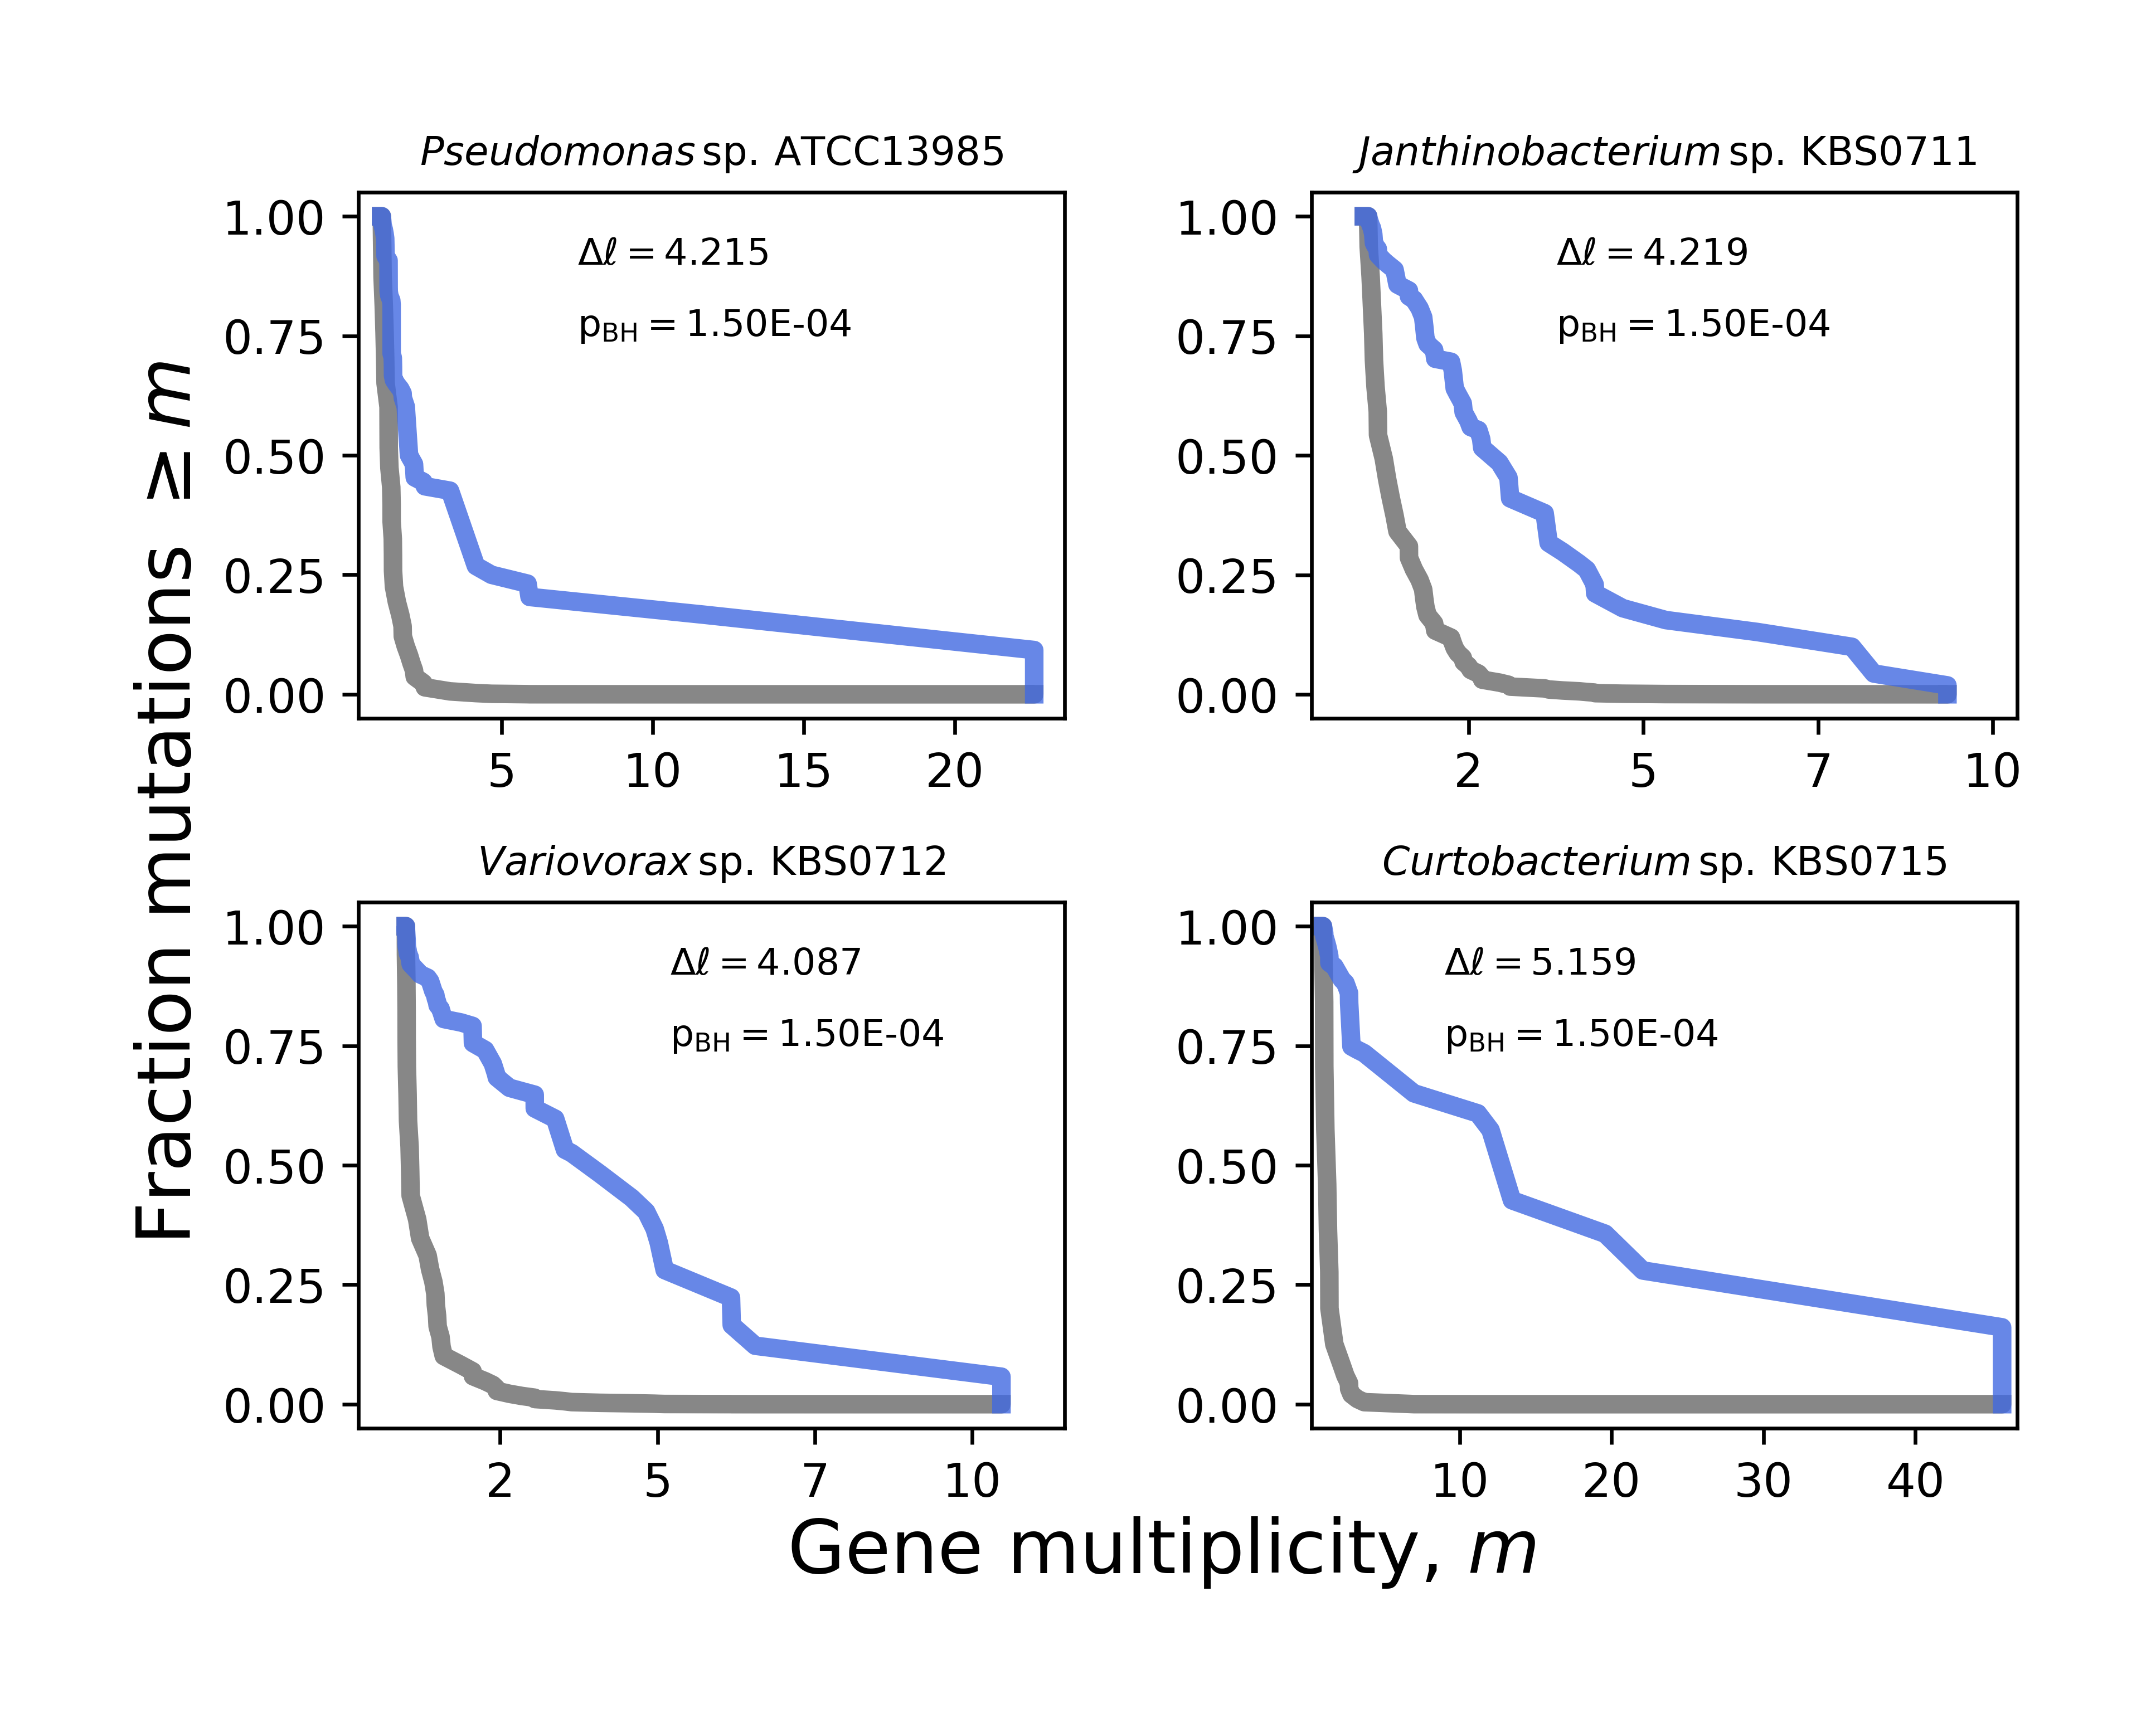 Pseudomonas sp. ATCC13985
Δℓ = 4.215
pBH = 1.50E-04
1.00
0.75
0.50
0.25
0.00
5 10 15 20
Janthinobacterium sp. KBS0711
Δℓ = 4.219
pBH = 1.50E-04
1.00
0.75
0.50
0.25
0.00
2 5 7 10
Fraction mutations ≥ m
Variovorax sp. KBS0712
Δℓ = 4.087
pBH = 1.50E-04
1.00
0.75
0.50
0.25
0.00
2 5 7 10
Curtobacterium sp. KBS0715
Δℓ = 5.159
pBH = 1.50E-04
1.00
0.75
0.50
0.25
0.00
10 20 30 40
Gene multiplicity, m